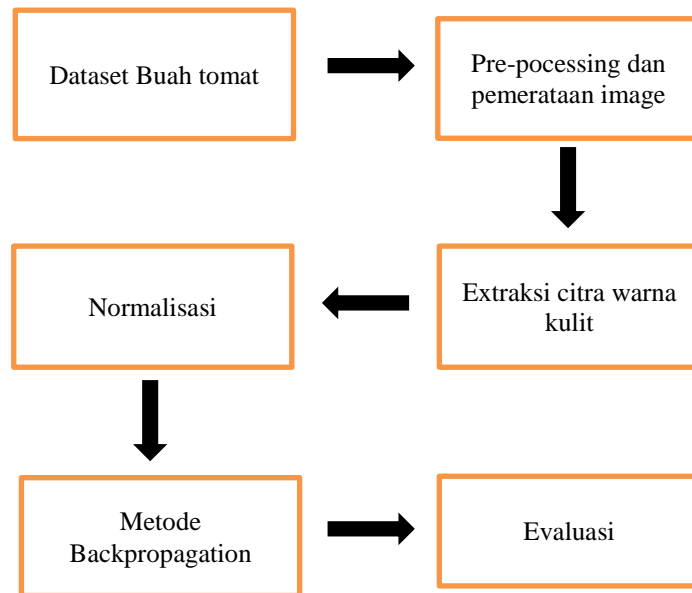 Dataset Buah tomat
Pre-pocessing dan
pemerataan image
Extraksi citra warna
kulit
Normalisasi
Metode
Backpropagation
Evaluasi